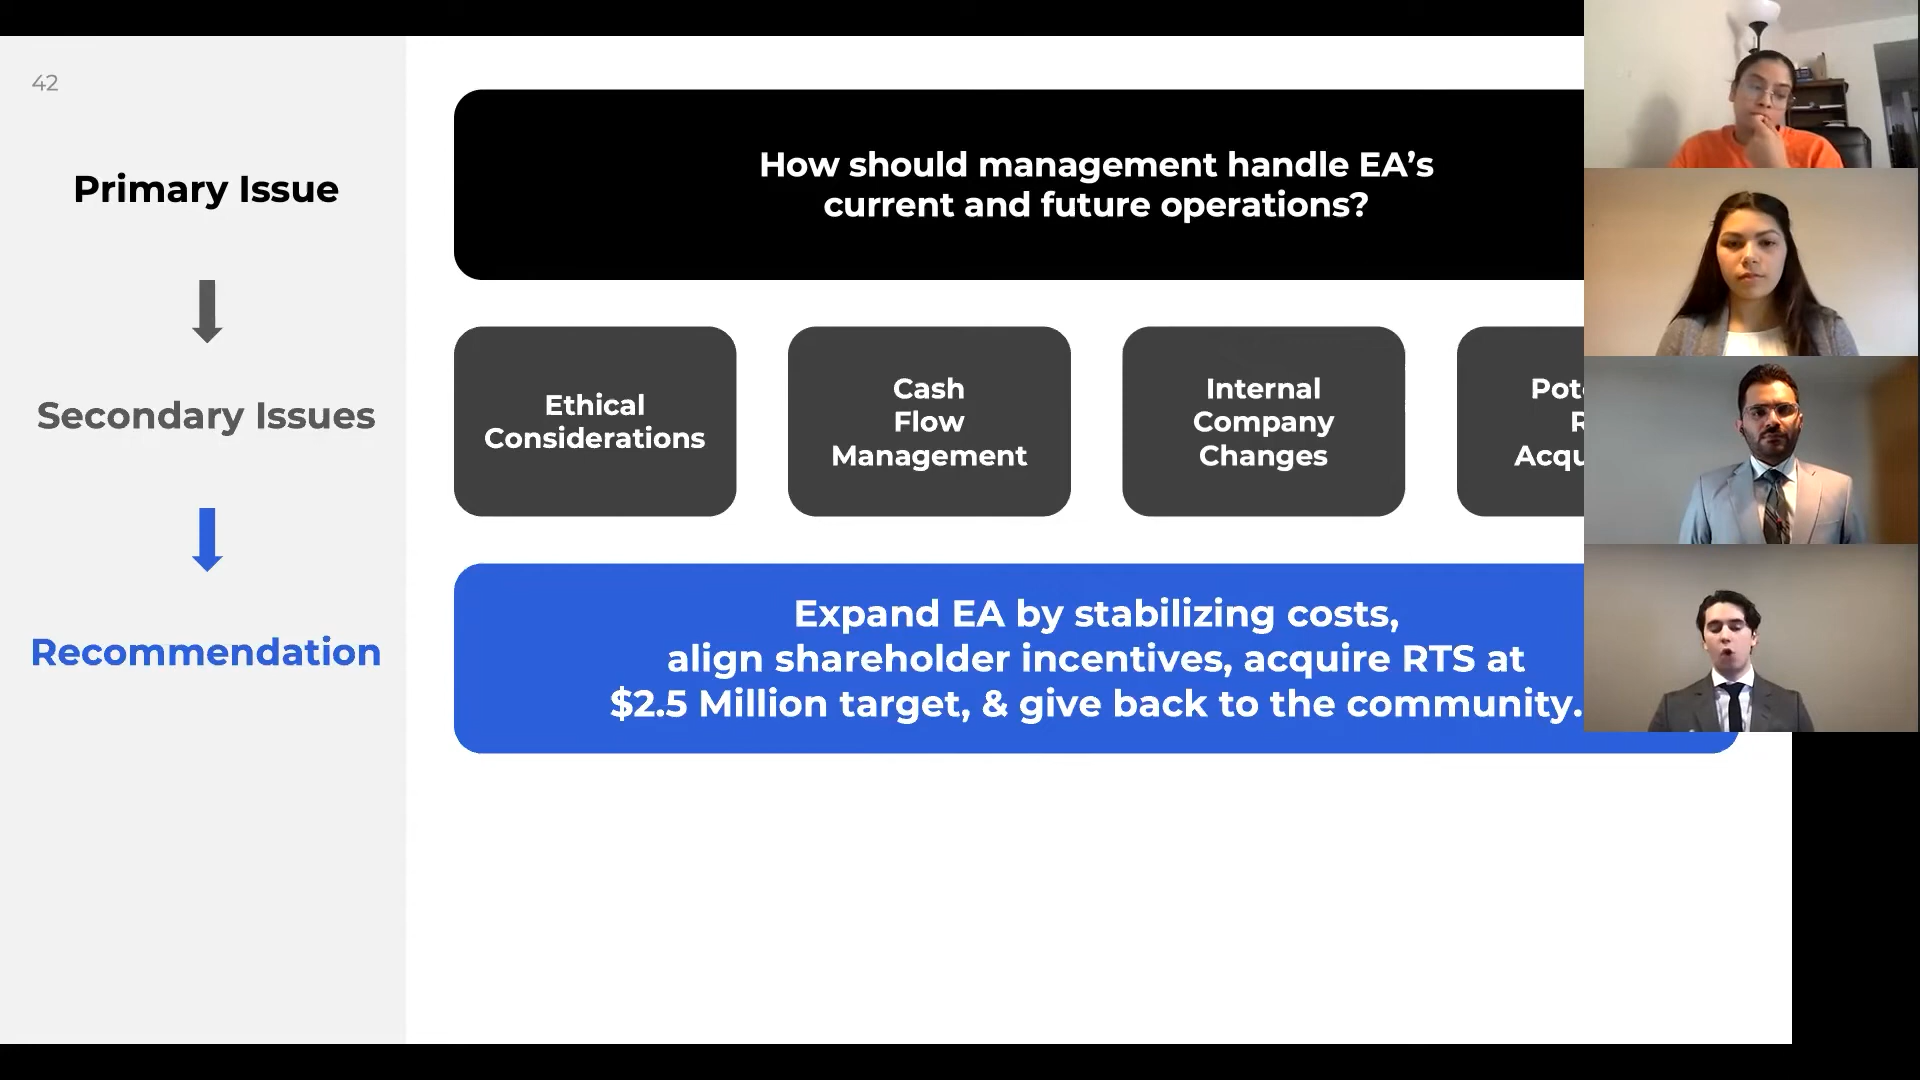 42
Primary Issue
How should management handle EA’s
current and future operations?
Secondary Issues
Ethical
Considerations
Cash
Flow
Management
Internal
Company
Changes
Recommendation
Expand EA by stabilizing costs,
align shareholder incentives, acquire RTS at
$2.5 Million target, & give back to the community.